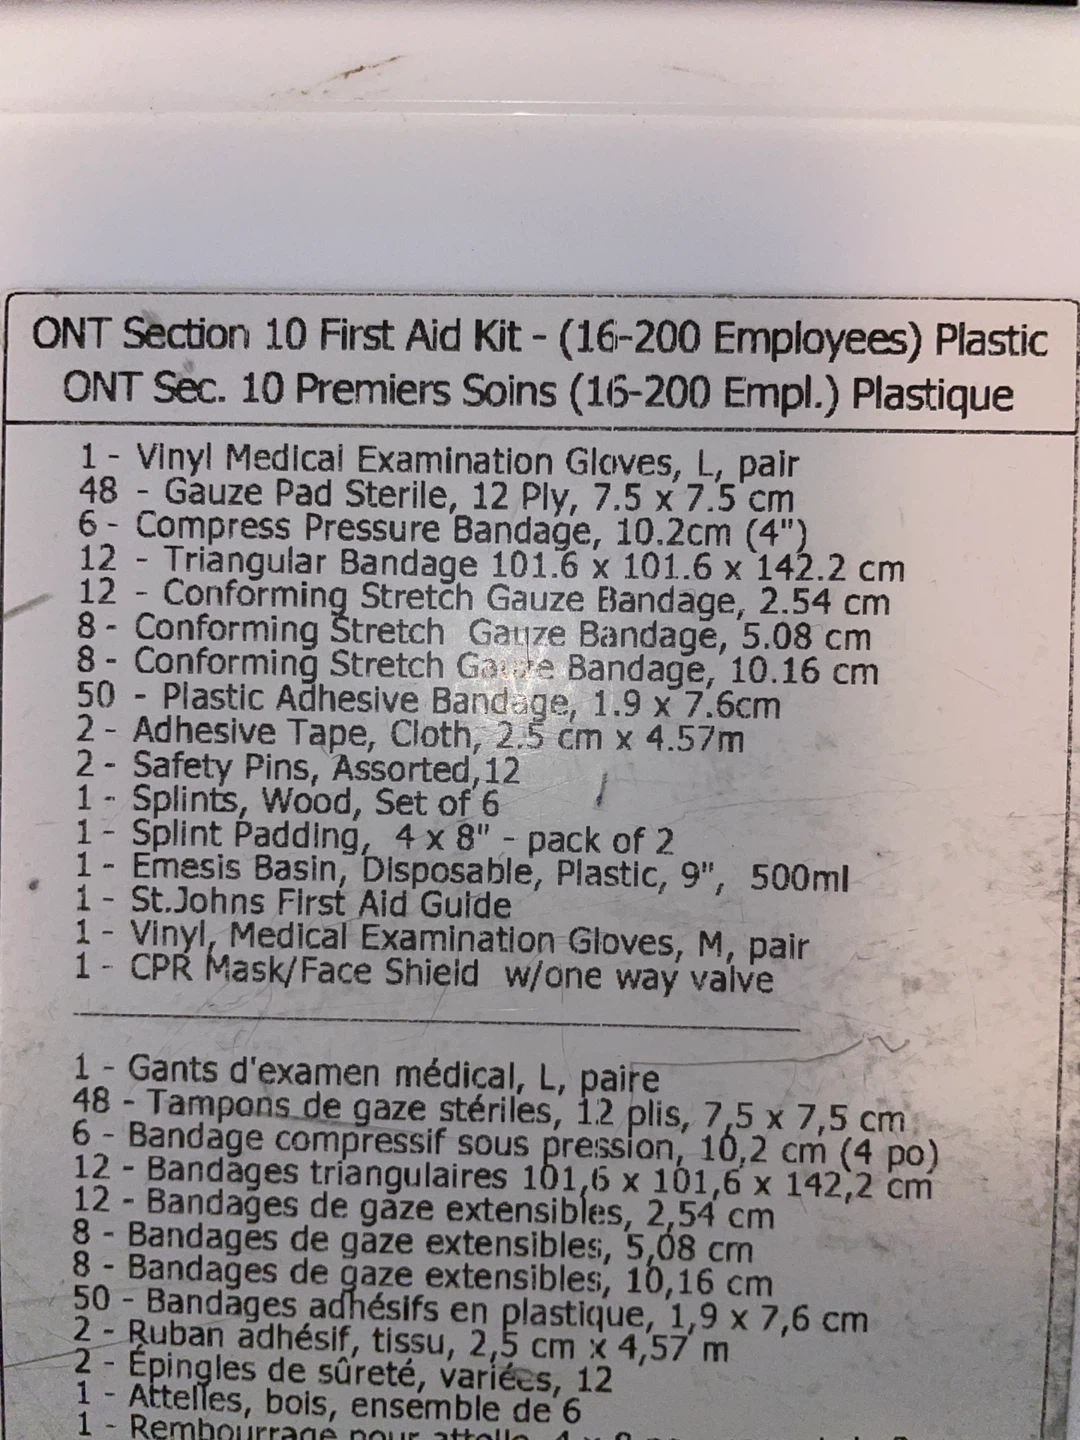 ONT Section 10 First Aid Kit - (16-200 Employees) Plastic
ONT Sec. 10 Premiers Soins (16-200 Empl.) Plastique
1 - Vinyl Medical Examination Gloves, L, pair
48 - Gauze Pad Sterile, 12 Ply, 7.5 x 7.5 cm
6 - Compress Pressure Bandage, 10.2cm (4")
12 - Triangular Bandage 101.6 x 101.6 x 142.2 cm
12 - Conforming Stretch Gauze Bandage, 2.54 cm
8 - Conforming Stretch Gauze Bandage, 5.08 cm
8 - Conforming Stretch Gauze Bandage, 10.16 cm
50 - Plastic Adhesive Bandage, 1.9 x 7.6cm
2 - Adhesive Tape, Cloth, 2.5 cm x 4.57m
2 - Safety Pins, Assorted,12
1 - Splints, Wood, Set of 6
1 - Splint Padding, 4 x 8" - pack of 2
1 - Emesis Basin, Disposable, Plastic, 9", 500ml
1 - St.Johns First Aid Guide
1 - Vinyl, Medical Examination Gloves, M, pair
1 - CPR Mask/Face Shield w/one way valve
1 - Gants d'examen médical, L, paire
48 - Tampons de gaze stériles, 12 plis, 7,5 x 7,5 cm
6 - Bandage compressif sous pression, 10,2 cm (4 po)
12 - Bandages triangulaires 101,6 x 101,6 x 142,2 cm
12 - Bandages de gaze extensibles, 2,54 cm
8 - Bandages de gaze extensibles, 5,08 cm
8 - Bandages de gaze extensibles, 10,16 cm
50 - Bandages adhésifs en plastique, 1,9 x 7,6 cm
2 - Ruban adhésif, tissu, 2,5 cm x 4,57 m
2 - Épingles de sûreté, variées, 12
1 - Attelles, bois, ensemble de 6
1 - Rembourrage pour attelle, 4 x 8